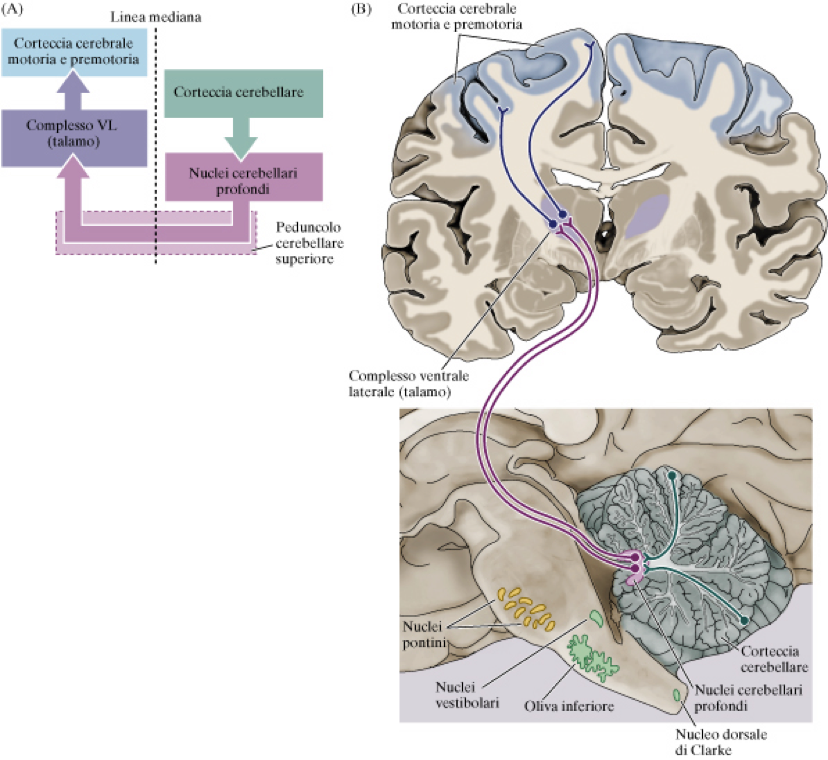 (A)
Linea mediana
Corteccia cerebrale
motoria e premotoria
Corteccia cerebellare
Complesso VL
(talamo)
Nuclei cerebellari
profondi
Peduncolo
cerebellare
superiore
(B)
Corteccia cerebrale
motoria e premotoria
Complesso ventrale
laterale (talamo)
Nuclei
pontini
Nuclei
vestibolari
Oliva inferiore
Corteccia
cerebellare
Nuclei cerebellari
profondi
Nucleo dorsale
di Clarke